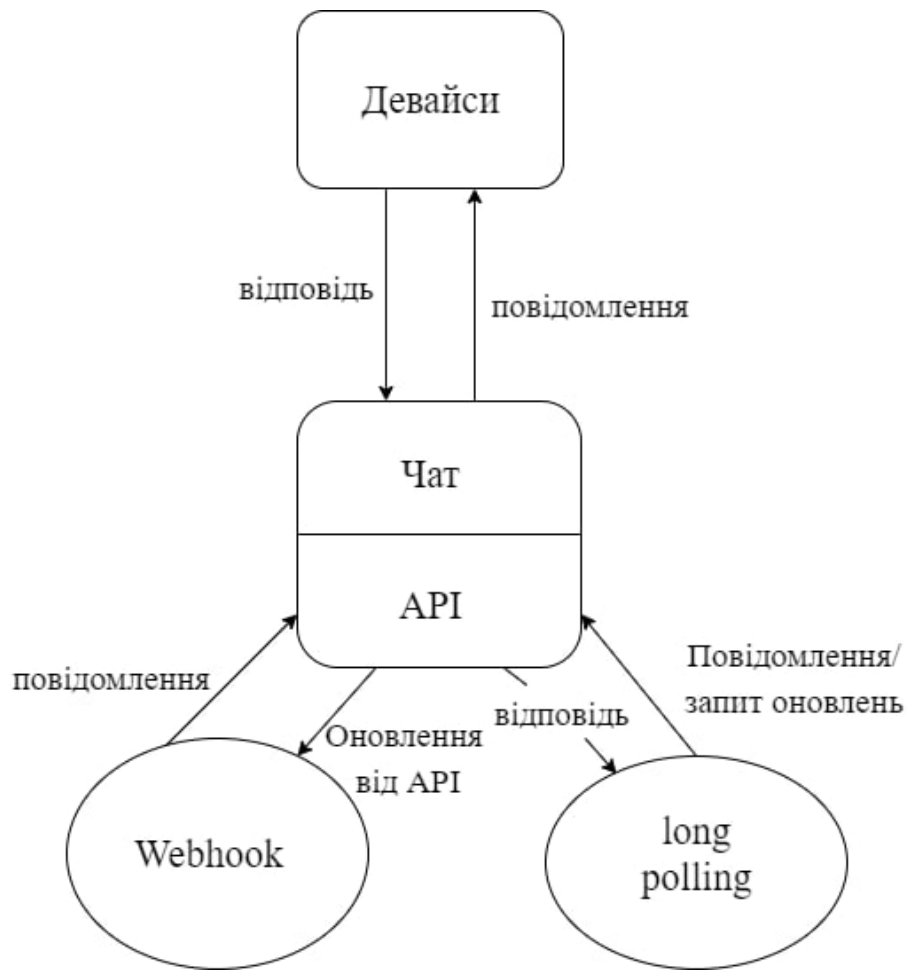 Девайси
відповідь
повідомлення
Чат
API
повідомлення
Оновлення
від API
відповідь
Повідомлення/
запит оновлень
Webhook
long
polling